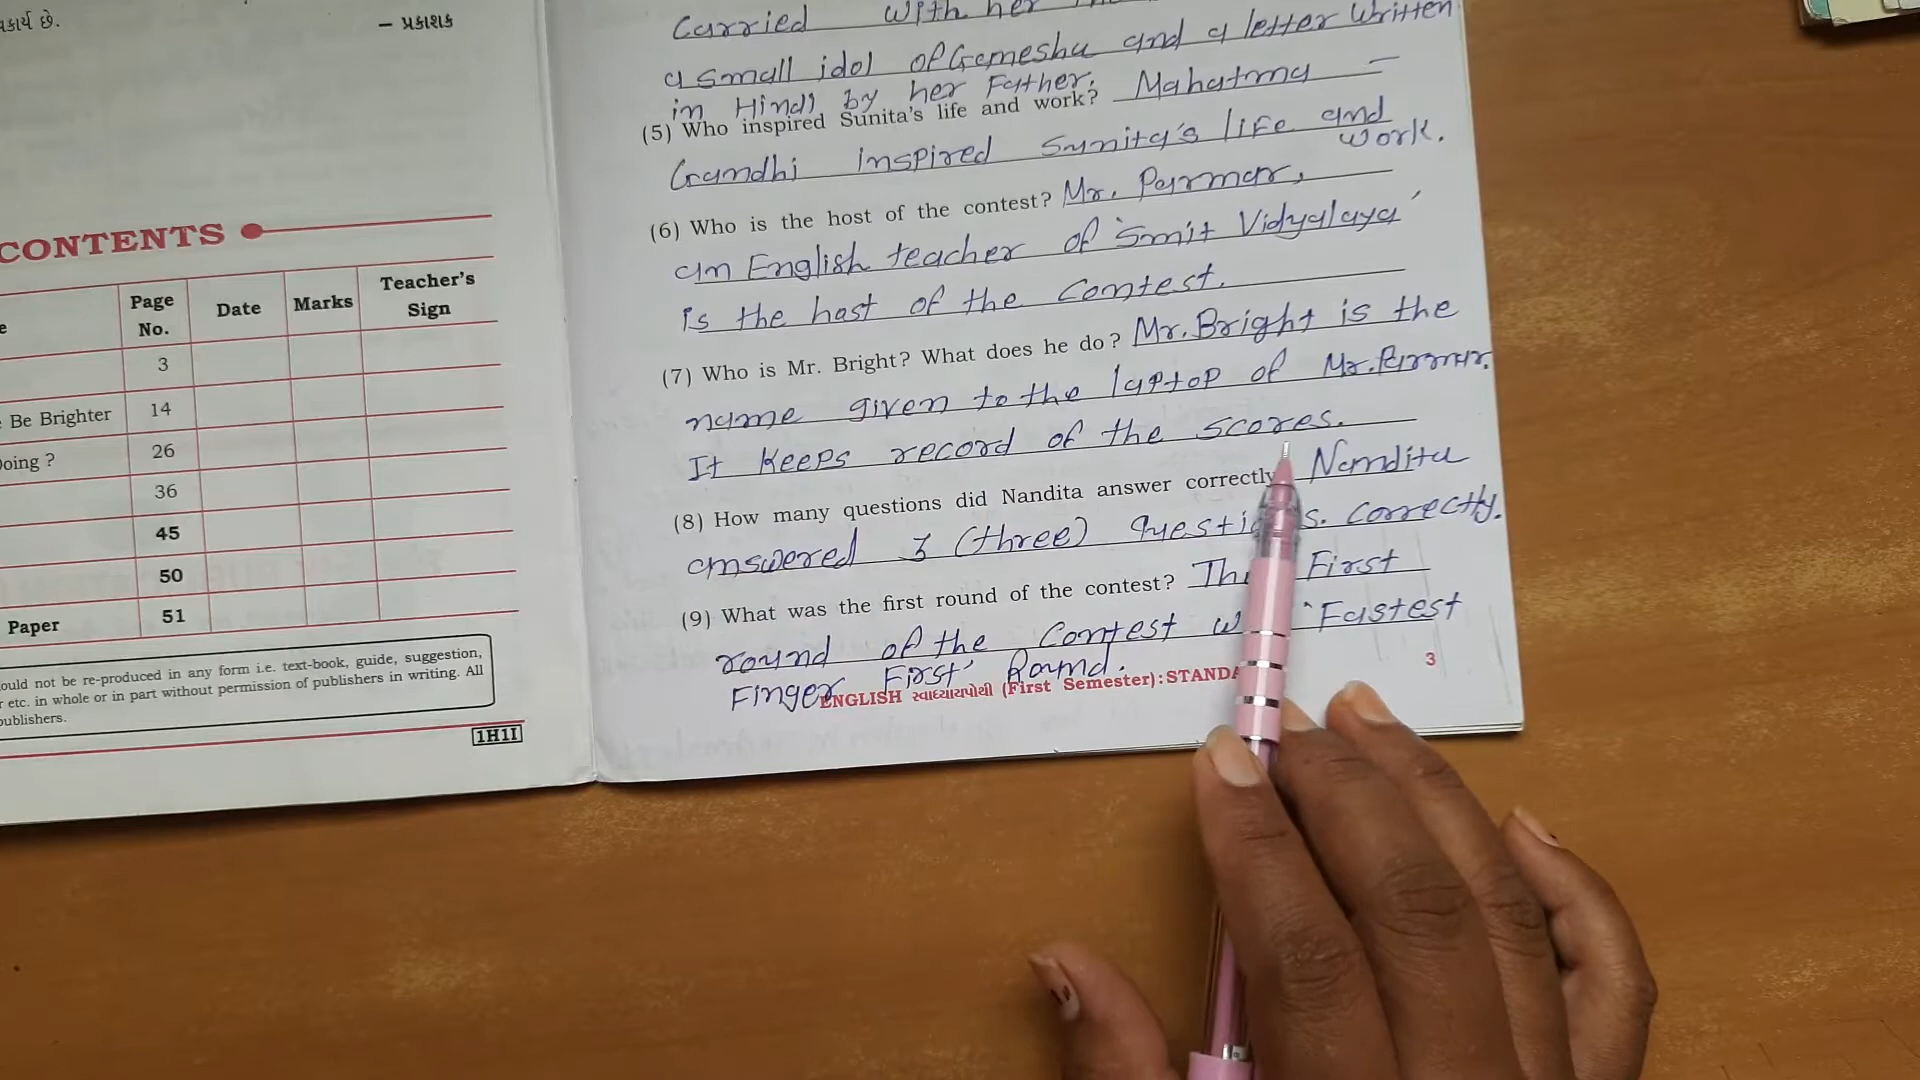 કાર્ય છે.
– પ્રકાશક
CONTENTS
Page No. Date Marks Teacher's Sign
3
Be Brighter 14
oing ? 26
36
45
50
Paper 51
ould not be re-produced in any form i.e. text-book, guide, suggestion,
etc. in whole or in part without permission of publishers in writing. All
publishers.
1H1I
Carried with her
a small idol of Ganesha and a letter written
in Hindi by her Father.
(5) Who inspired Sunita's life and work? Mahatma
Gandhi inspired Sunita's life and
work.
(6) Who is the host of the contest? Mr. Parmar,
an English teacher of 'Smit Vidyalaya'
is the host of the contest.
(7) Who is Mr. Bright? What does he do? Mr. Bright is the
name given to the laptop of Mr. Parmar.
It keeps record of the scores.
(8) How many questions did Nandita answer correctly Nandita
answered 3 (three) correctly.
(9) What was the first round of the contest? First
round of the contest 'Fastest
Finger First' Round.
ENGLISH સ્વાધ્યાયપોથી (First Semester) : STANDA
3